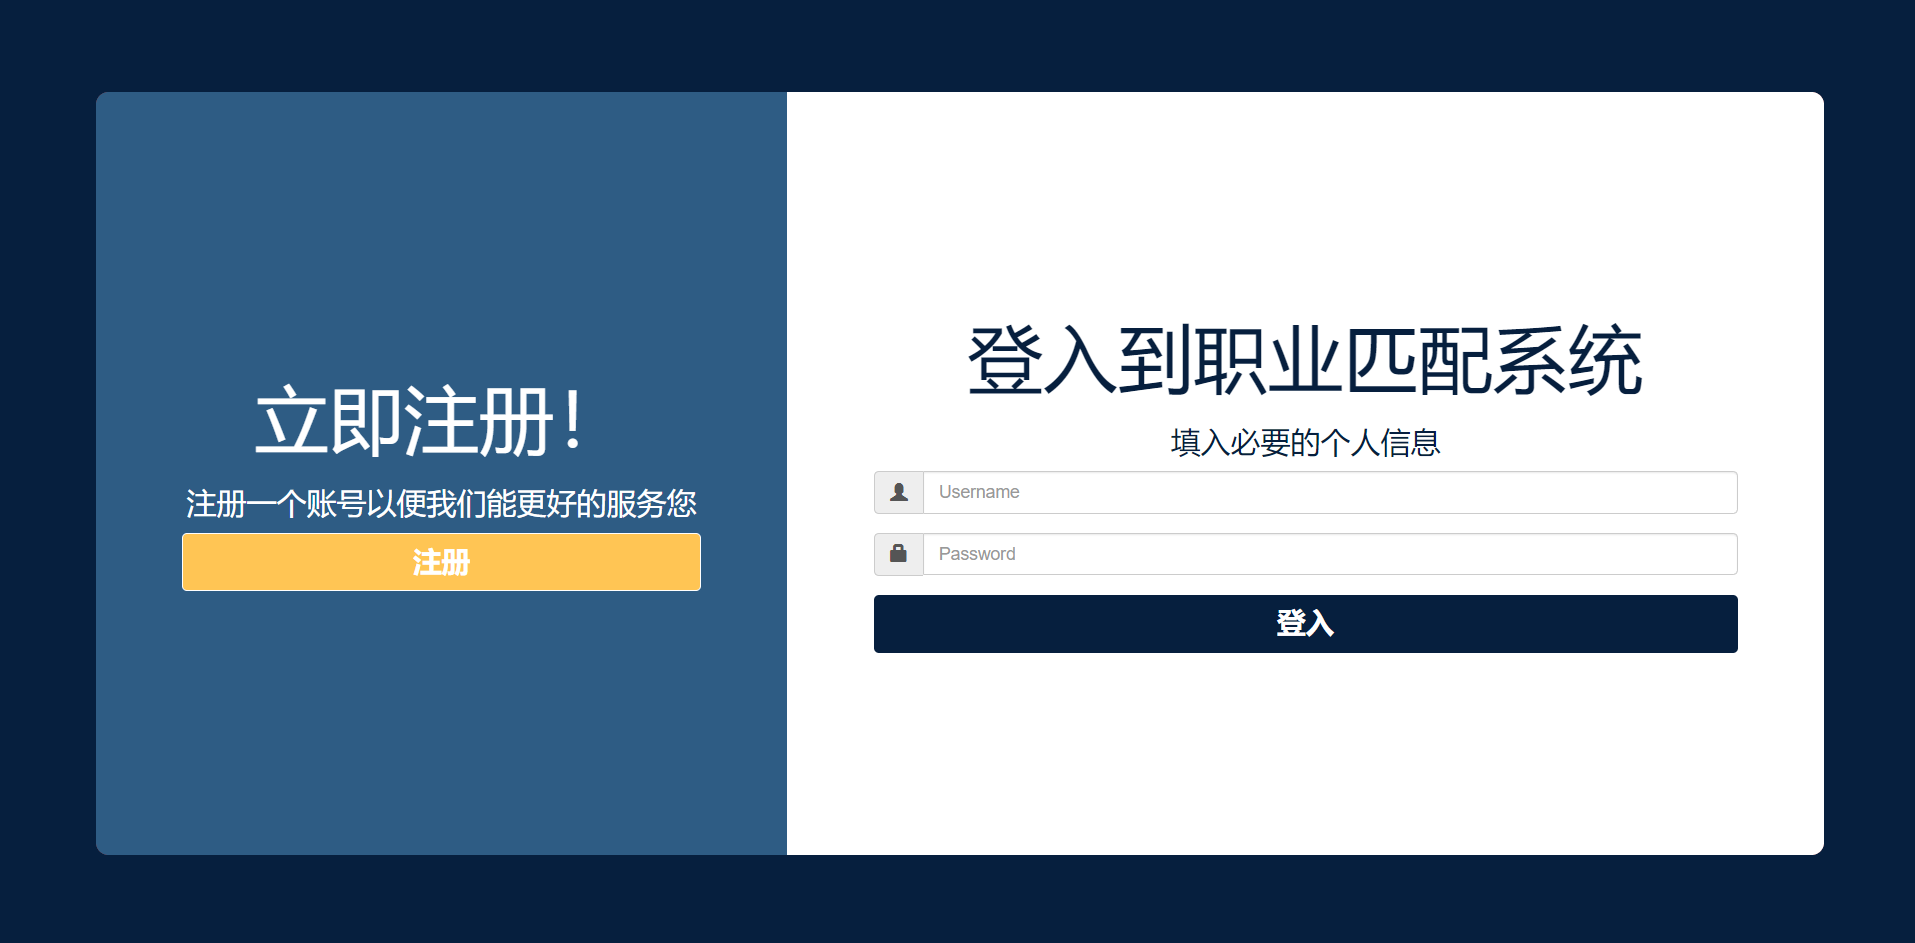 立即注册！
注册一个账号以便我们能更好的服务您
注册
登入到职业匹配系统
填入必要的个人信息
Username
Password
登入